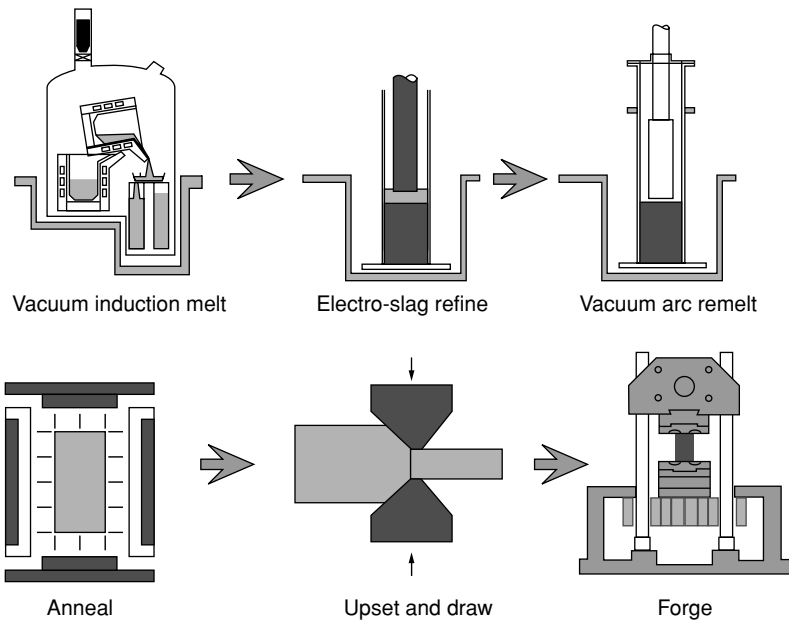 Vacuum induction melt
Electro-slag refine
Vacuum arc remelt
Anneal
Upset and draw
Forge